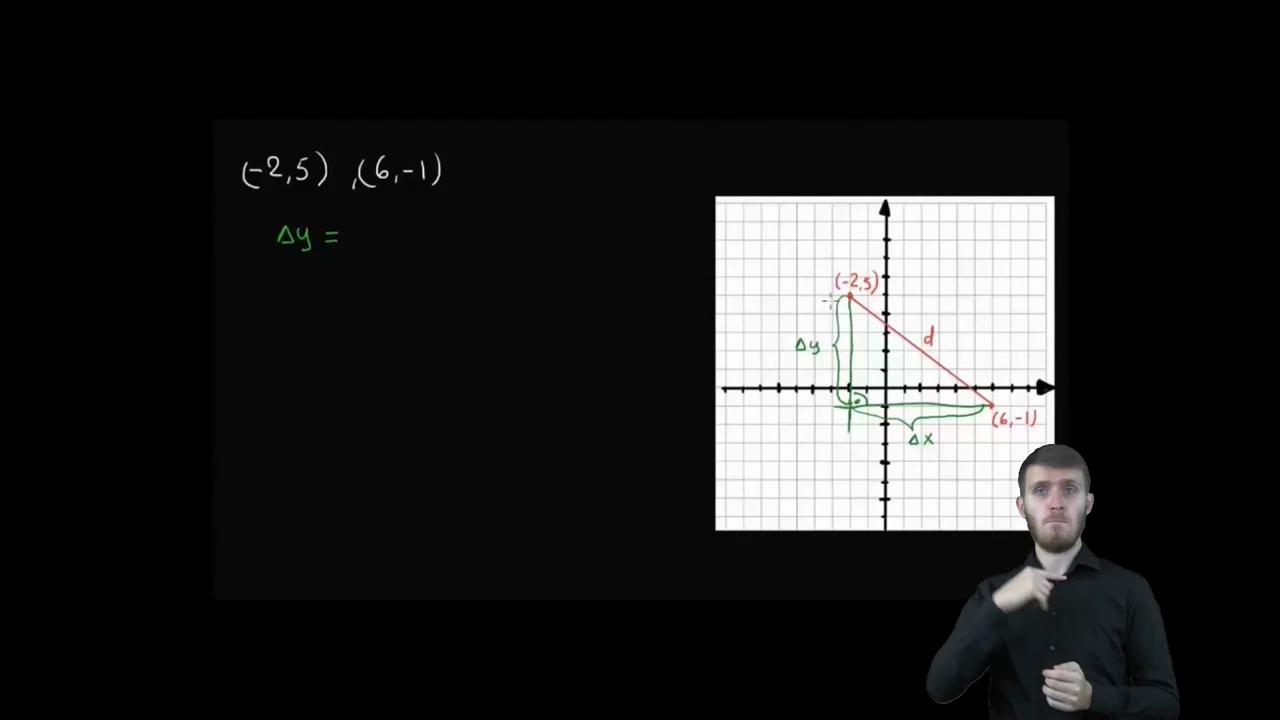 (-2,5) ,(6,-1)
Δy =
(-2,5)
d
Δy
(6,-1)
Δx